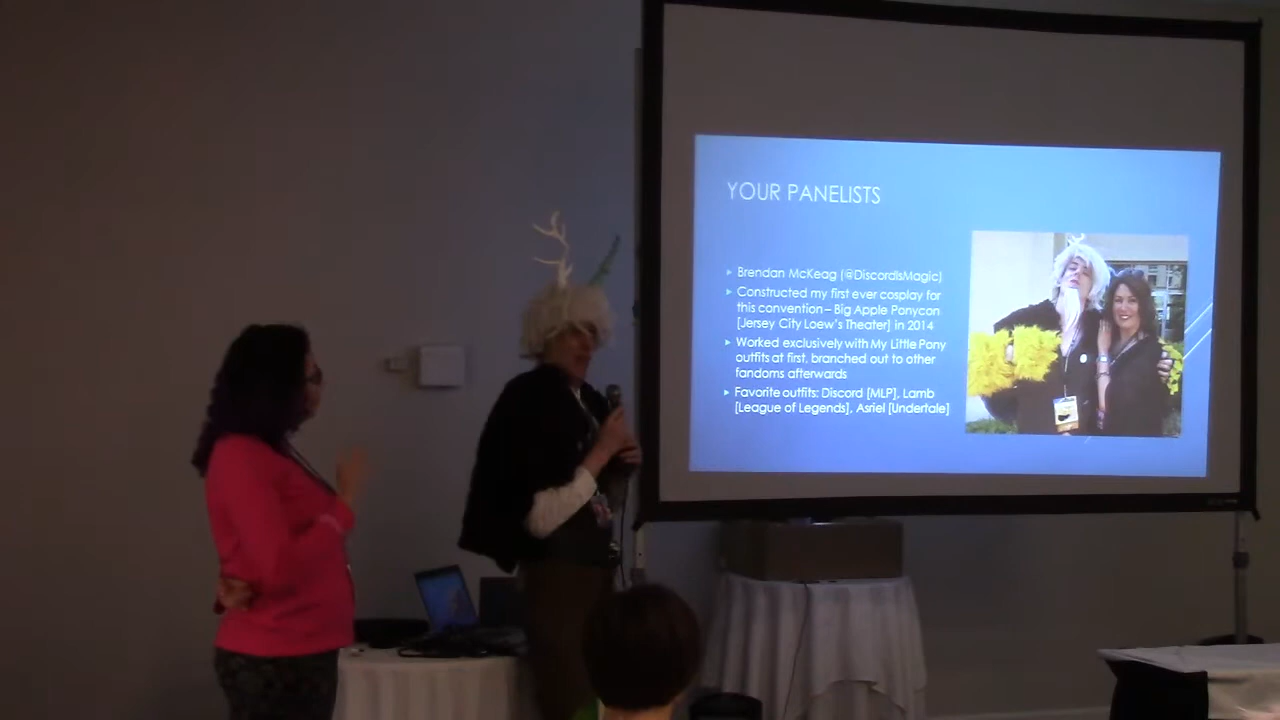 YOUR PANELISTS
Brendan McKeag (@DiscordIsMagic)
Constructed my first ever cosplay for
this convention – Big Apple Ponycon
[Jersey City Loew's Theater] in 2014
Worked exclusively with My Little Pony
outfits at first, branched out to other
fandoms afterwards
Favorite outfits: Discord [MLP], Lamb
[League of Legends], Asriel [Undertale]